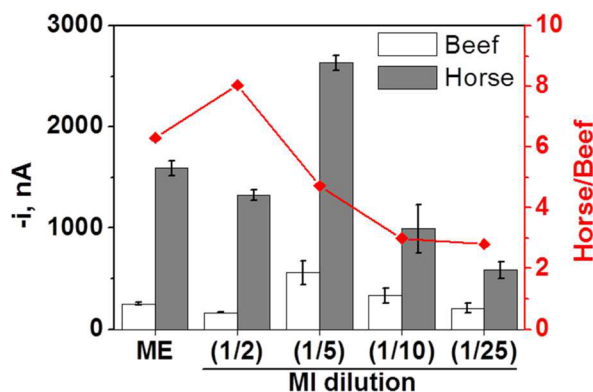 3000
2000
1000
0
-i, nA
Beef
Horse
10
8
6
4
2
0
Horse/Beef
ME (1/2) (1/5) (1/10) (1/25)
MI dilution